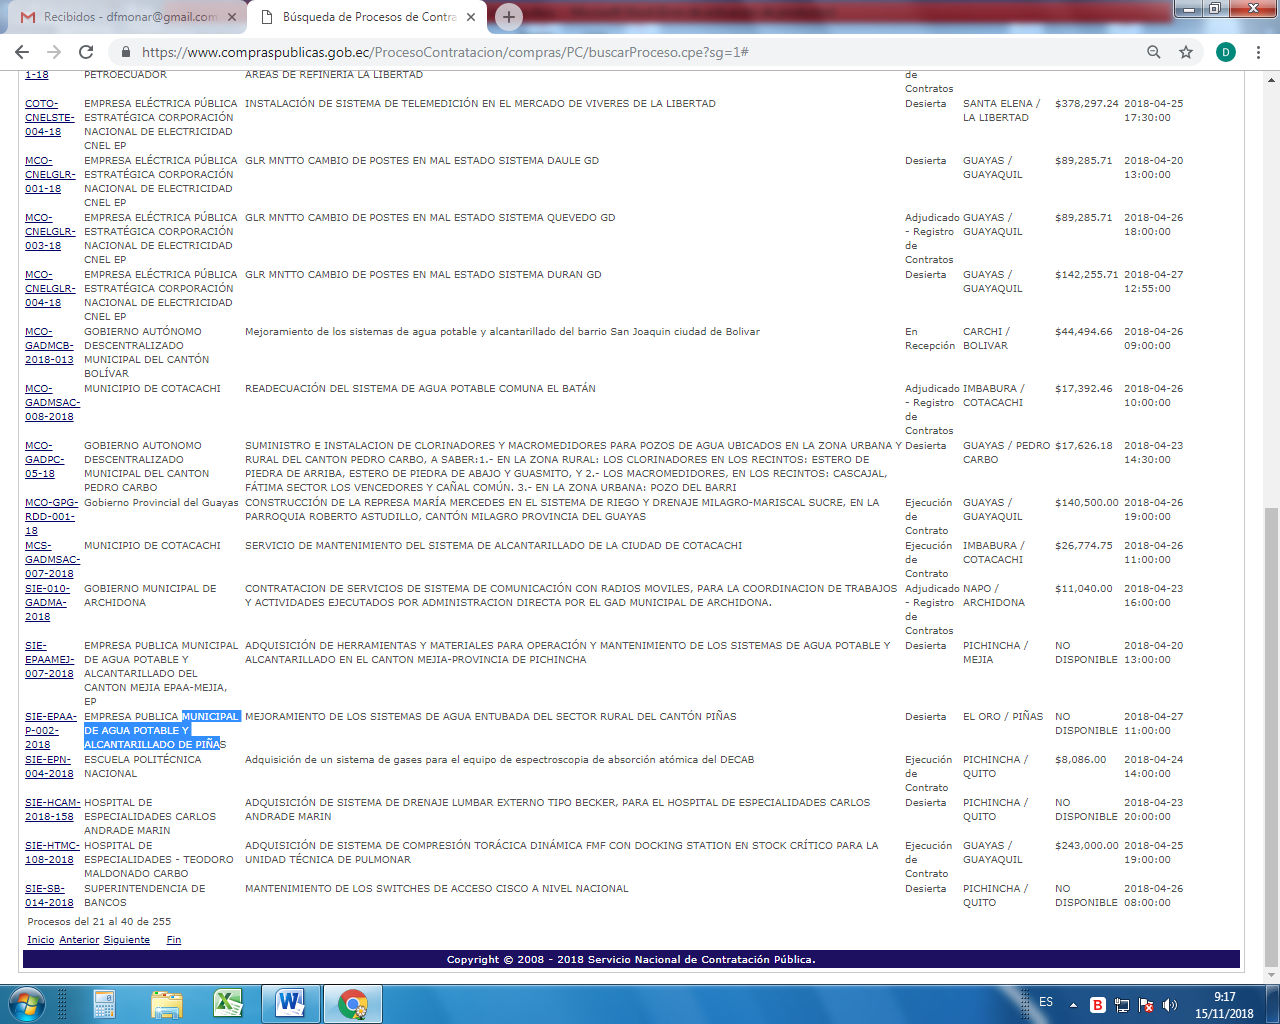 Recibidos - dfmonar@gmail.com
Búsqueda de Procesos de Contra
https://www.compraspublicas.gob.ec/ProcesoContratacion/compras/PC/buscarProceso.cpe?sg=1#
D
1-18 PETROECUADOR AREAS DE REFINERIA LA LIBERTAD de
Contratos
COTO- EMPRESA ELÉCTRICA PÚBLICA INSTALACIÓN DE SISTEMA DE TELEMEDICIÓN EN EL MERCADO DE VIVERES DE LA LIBERTAD Desierta SANTA ELENA / $378,297.24 2018-04-25
CNELSTE- ESTRATÉGICA CORPORACIÓN LA LIBERTAD 17:30:00
004-18 NACIONAL DE ELECTRICIDAD
CNEL EP
MCO- EMPRESA ELÉCTRICA PÚBLICA GLR MNTTO CAMBIO DE POSTES EN MAL ESTADO SISTEMA DAULE GD Desierta GUAYAS / $89,285.71 2018-04-20
CNELGLR- ESTRATÉGICA CORPORACIÓN GUAYAQUIL 13:00:00
001-18 NACIONAL DE ELECTRICIDAD
CNEL EP
MCO- EMPRESA ELÉCTRICA PÚBLICA GLR MNTTO CAMBIO DE POSTES EN MAL ESTADO SISTEMA QUEVEDO GD Adjudicado GUAYAS / $89,285.71 2018-04-26
CNELGLR- ESTRATÉGICA CORPORACIÓN - Registro GUAYAQUIL 18:00:00
003-18 NACIONAL DE ELECTRICIDAD de
CNEL EP Contratos
MCO- EMPRESA ELÉCTRICA PÚBLICA GLR MNTTO CAMBIO DE POSTES EN MAL ESTADO SISTEMA DURAN GD Desierta GUAYAS / $142,255.71 2018-04-27
CNELGLR- ESTRATÉGICA CORPORACIÓN GUAYAQUIL 12:55:00
004-18 NACIONAL DE ELECTRICIDAD
CNEL EP
MCO- GOBIERNO AUTÓNOMO Mejoramiento de los sistemas de agua potable y alcantarillado del barrio San Joaquin ciudad de Bolivar En CARCHI / $44,494.66 2018-04-26
GADMCB- DESCENTRALIZADO Recepción BOLIVAR 09:00:00
2018-013 MUNICIPAL DEL CANTÓN
BOLÍVAR
MCO- MUNICIPIO DE COTACACHI READECUACIÓN DEL SISTEMA DE AGUA POTABLE COMUNA EL BATÁN Adjudicado IMBABURA / $17,392.46 2018-04-26
GADMSAC- - Registro COTACACHI 10:00:00
008-2018 de
Contratos
MCO- GOBIERNO AUTONOMO SUMINISTRO E INSTALACION DE CLORINADORES Y MACROMEDIDORES PARA POZOS DE AGUA UBICADOS EN LA ZONA URBANA Y Desierta GUAYAS / PEDRO $17,626.18 2018-04-23
GADPC- DESCENTRALIZADO RURAL DEL CANTON PEDRO CARBO, A SABER:1.- EN LA ZONA RURAL: LOS CLORINADORES EN LOS RECINTOS: ESTERO DE CARBO 14:30:00
05-18 MUNICIPAL DEL CANTON PIEDRA DE ARRIBA, ESTERO DE PIEDRA DE ABAJO Y GUASMITO, Y 2.- LOS MACROMEDIDORES, EN LOS RECINTOS: CASCAJAL,
PEDRO CARBO FÁTIMA SECTOR LOS VENCEDORES Y CAÑAL COMÚN. 3.- EN LA ZONA URBANA: POZO DEL BARRI
MCO-GPG- Gobierno Provincial del Guayas CONSTRUCCIÓN DE LA REPRESA MARÍA MERCEDES EN EL SISTEMA DE RIEGO Y DRENAJE MILAGRO-MARISCAL SUCRE, EN LA Ejecución GUAYAS / $140,500.00 2018-04-26
RDD-001- PARROQUIA ROBERTO ASTUDILLO, CANTÓN MILAGRO PROVINCIA DEL GUAYAS de GUAYAQUIL 19:00:00
18 Contrato
MCS- MUNICIPIO DE COTACACHI SERVICIO DE MANTENIMIENTO DEL SISTEMA DE ALCANTARILLADO DE LA CIUDAD DE COTACACHI Ejecución IMBABURA / $26,774.75 2018-04-26
GADMSAC- de COTACACHI 11:00:00
007-2018 Contrato
SIE-010- GOBIERNO MUNICIPAL DE CONTRATACION DE SERVICIOS DE SISTEMA DE COMUNICACIÓN CON RADIOS MOVILES, PARA LA COORDINACION DE TRABAJOS Adjudicado NAPO / $11,040.00 2018-04-23
GADMA- ARCHIDONA Y ACTIVIDADES EJECUTADOS POR ADMINISTRACION DIRECTA POR EL GAD MUNICIPAL DE ARCHIDONA. - Registro ARCHIDONA 16:00:00
2018 de
Contratos
SIE- EMPRESA PUBLICA MUNICIPAL ADQUISICIÓN DE HERRAMIENTAS Y MATERIALES PARA OPERACIÓN Y MANTENIMIENTO DE LOS SISTEMAS DE AGUA POTABLE Y Desierta PICHINCHA / NO 2018-04-20
EPAAMEJ- DE AGUA POTABLE Y ALCANTARILLADO EN EL CANTON MEJIA-PROVINCIA DE PICHINCHA MEJIA DISPONIBLE 13:00:00
007-2018 ALCANTARILLADO DEL
CANTON MEJIA EPAA-MEJIA,
EP
SIE-EPAA- EMPRESA PUBLICA MUNICIPAL MEJORAMIENTO DE LOS SISTEMAS DE AGUA ENTUBADA DEL SECTOR RURAL DEL CANTÓN PIÑAS Desierta EL ORO / PIÑAS NO 2018-04-27
P-002- DE AGUA POTABLE Y DISPONIBLE 11:00:00
2018 ALCANTARILLADO DE PIÑAS
SIE-EPN- ESCUELA POLITÉCNICA Adquisición de un sistema de gases para el equipo de espectroscopia de absorción atómica del DECAB Ejecución PICHINCHA / $8,086.00 2018-04-24
004-2018 NACIONAL de QUITO 14:00:00
Contrato
SIE-HCAM- HOSPITAL DE ADQUISICIÓN DE SISTEMA DE DRENAJE LUMBAR EXTERNO TIPO BECKER, PARA EL HOSPITAL DE ESPECIALIDADES CARLOS Desierta PICHINCHA / NO 2018-04-23
2018-158 ESPECIALIDADES CARLOS ANDRADE MARIN QUITO DISPONIBLE 20:00:00
ANDRADE MARIN
SIE-HTMC- HOSPITAL DE ADQUISICIÓN DE SISTEMA DE COMPRESIÓN TORÁCICA DINÁMICA FMF CON DOCKING STATION EN STOCK CRÍTICO PARA LA Ejecución GUAYAS / $243,000.00 2018-04-25
108-2018 ESPECIALIDADES - TEODORO UNIDAD TÉCNICA DE PULMONAR de GUAYAQUIL 19:00:00
MALDONADO CARBO Contrato
SIE-SB- SUPERINTENDENCIA DE MANTENIMIENTO DE LOS SWITCHES DE ACCESO CISCO A NIVEL NACIONAL Desierta PICHINCHA / NO 2018-04-26
014-2018 BANCOS QUITO DISPONIBLE 08:00:00
Procesos del 21 al 40 de 255
Inicio Anterior Siguiente Fin
Copyright © 2008 - 2018 Servicio Nacional de Contratación Pública.
ES
B
9:17
15/11/2018